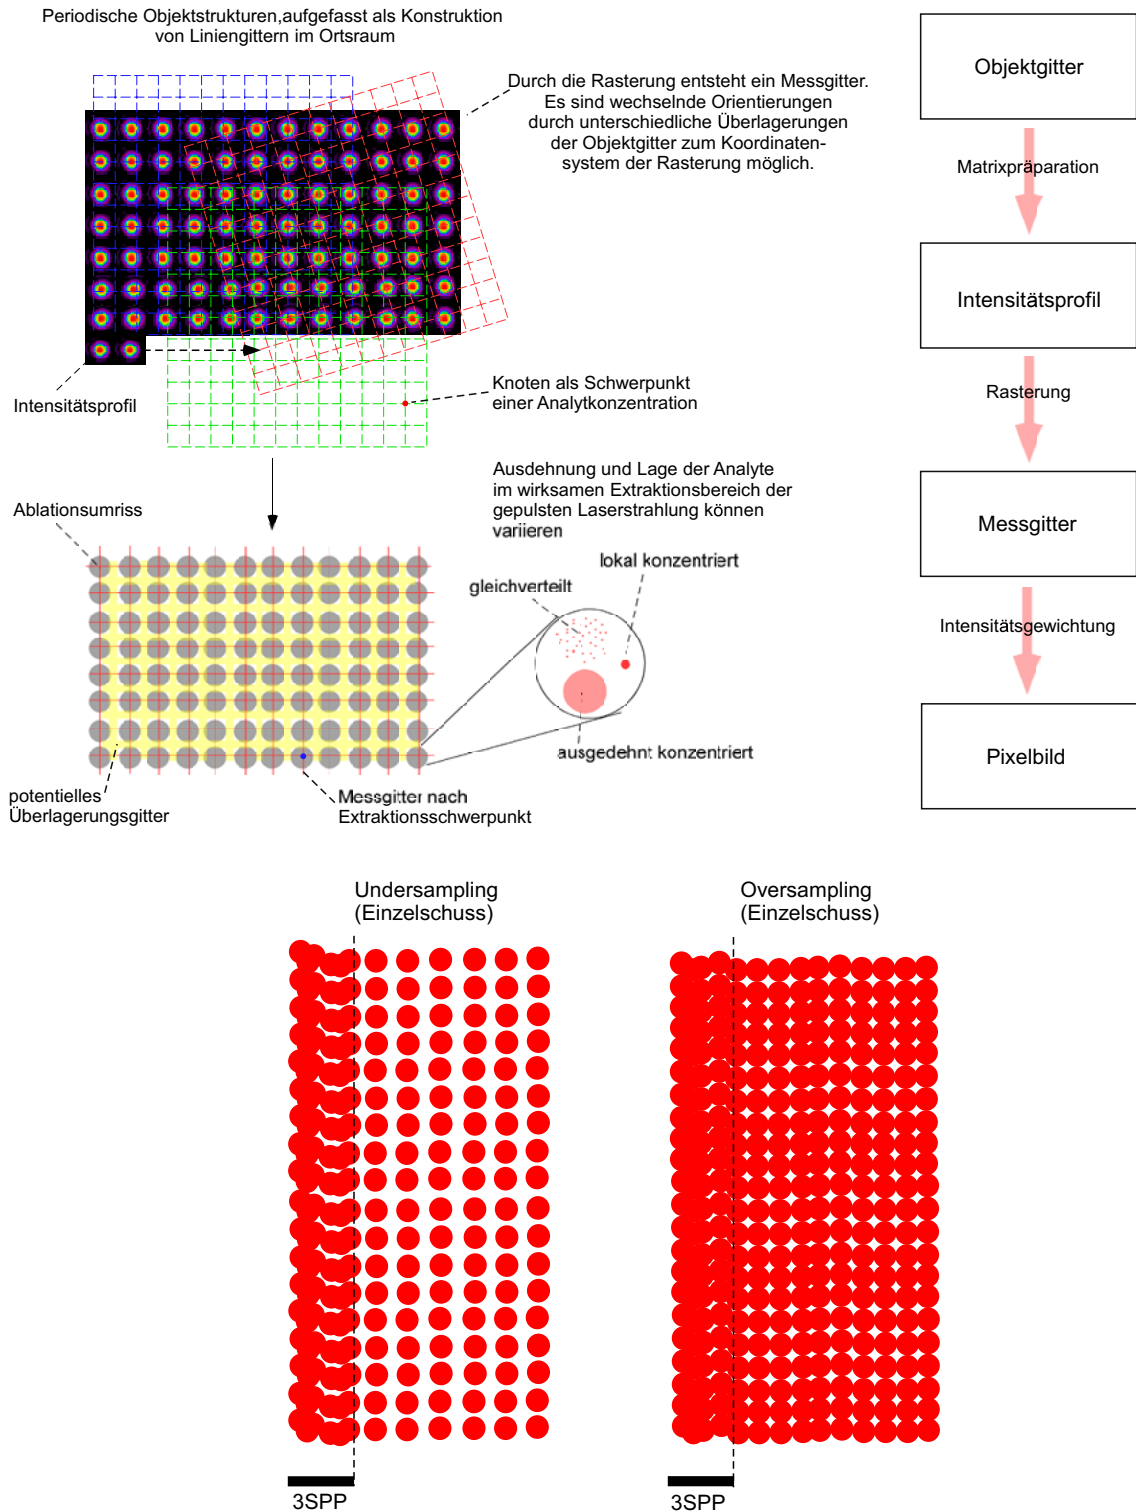 Periodische Objektstrukturen,aufgefasst als Konstruktion
von Liniengittern im Ortsraum
Durch die Rasterung entsteht ein Messgitter.
Es sind wechselnde Orientierungen
durch unterschiedliche Überlagerungen
der Objektgitter zum Koordinaten-
system der Rasterung möglich.
Intensitätsprofil
Knoten als Schwerpunkt
einer Analytkonzentration
Ausdehnung und Lage der Analyte
im wirksamen Extraktionsbereich der
gepulsten Laserstrahlung können
variieren
Ablationsumriss
lokal konzentriert
gleichverteilt
ausgedehnt konzentriert
potentielles
Überlagerungsgitter
Messgitter nach
Extraktionsschwerpunkt
Objektgitter
Matrixpräparation
Intensitätsprofil
Rasterung
Messgitter
Intensitätsgewichtung
Pixelbild
Undersampling
(Einzelschuss)
Oversampling
(Einzelschuss)
3SPP
3SPP